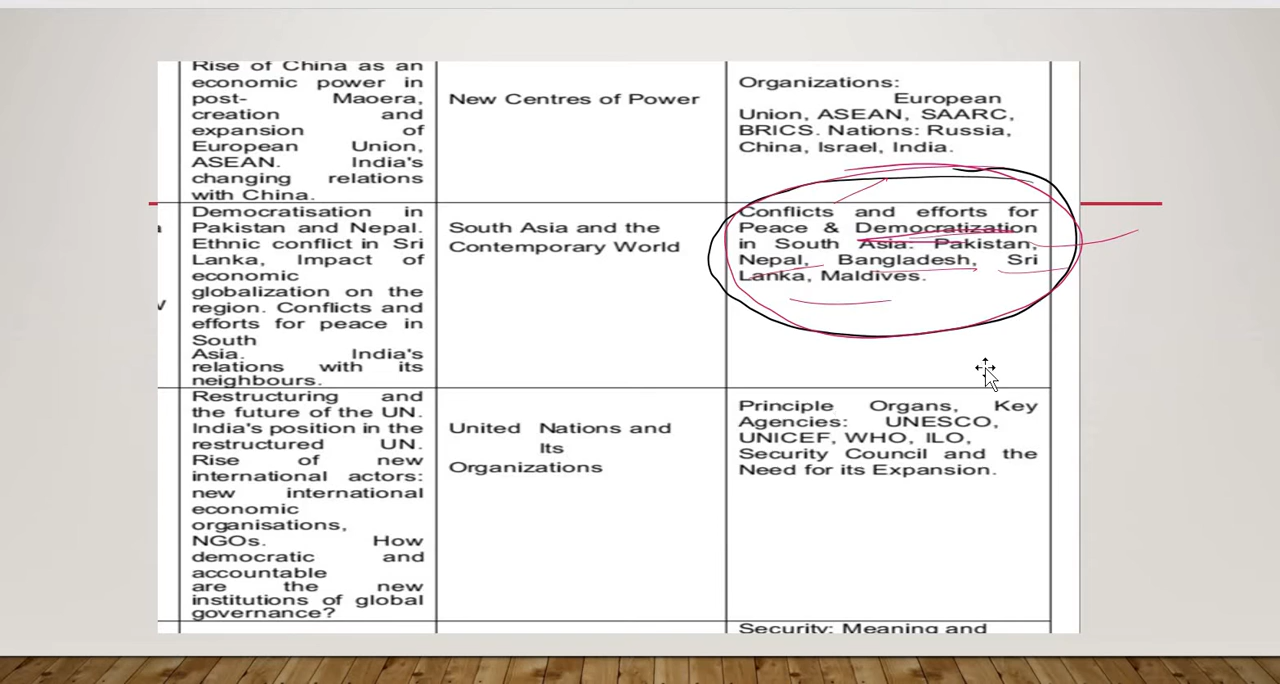 Rise of China as an
economic power in
post- Maoera,
creation and
expansion of
European Union,
ASEAN. India's
changing relations
with China.
New Centres of Power
Organizations:
European
Union, ASEAN, SAARC,
BRICS. Nations: Russia,
China, Israel, India.
Democratisation in
Pakistan and Nepal.
Ethnic conflict in Sri
Lanka, Impact of
economic
globalization on the
region. Conflicts and
efforts for peace in
South
Asia. India's
relations with its
neighbours.
South Asia and the
Contemporary World
Conflicts and efforts for
Peace & Democratization
in South Asia: Pakistan,
Nepal, Bangladesh, Sri
Lanka, Maldives.
Restructuring and
the future of the UN.
India's position in the
restructured UN.
Rise of new
international actors:
new international
economic
organisations,
NGOs. How
democratic and
accountable
are the new
institutions of global
governance?
United Nations and
Its
Organizations
Principle Organs, Key
Agencies: UNESCO,
UNICEF, WHO, ILO,
Security Council and the
Need for its Expansion.
Security: Meaning and